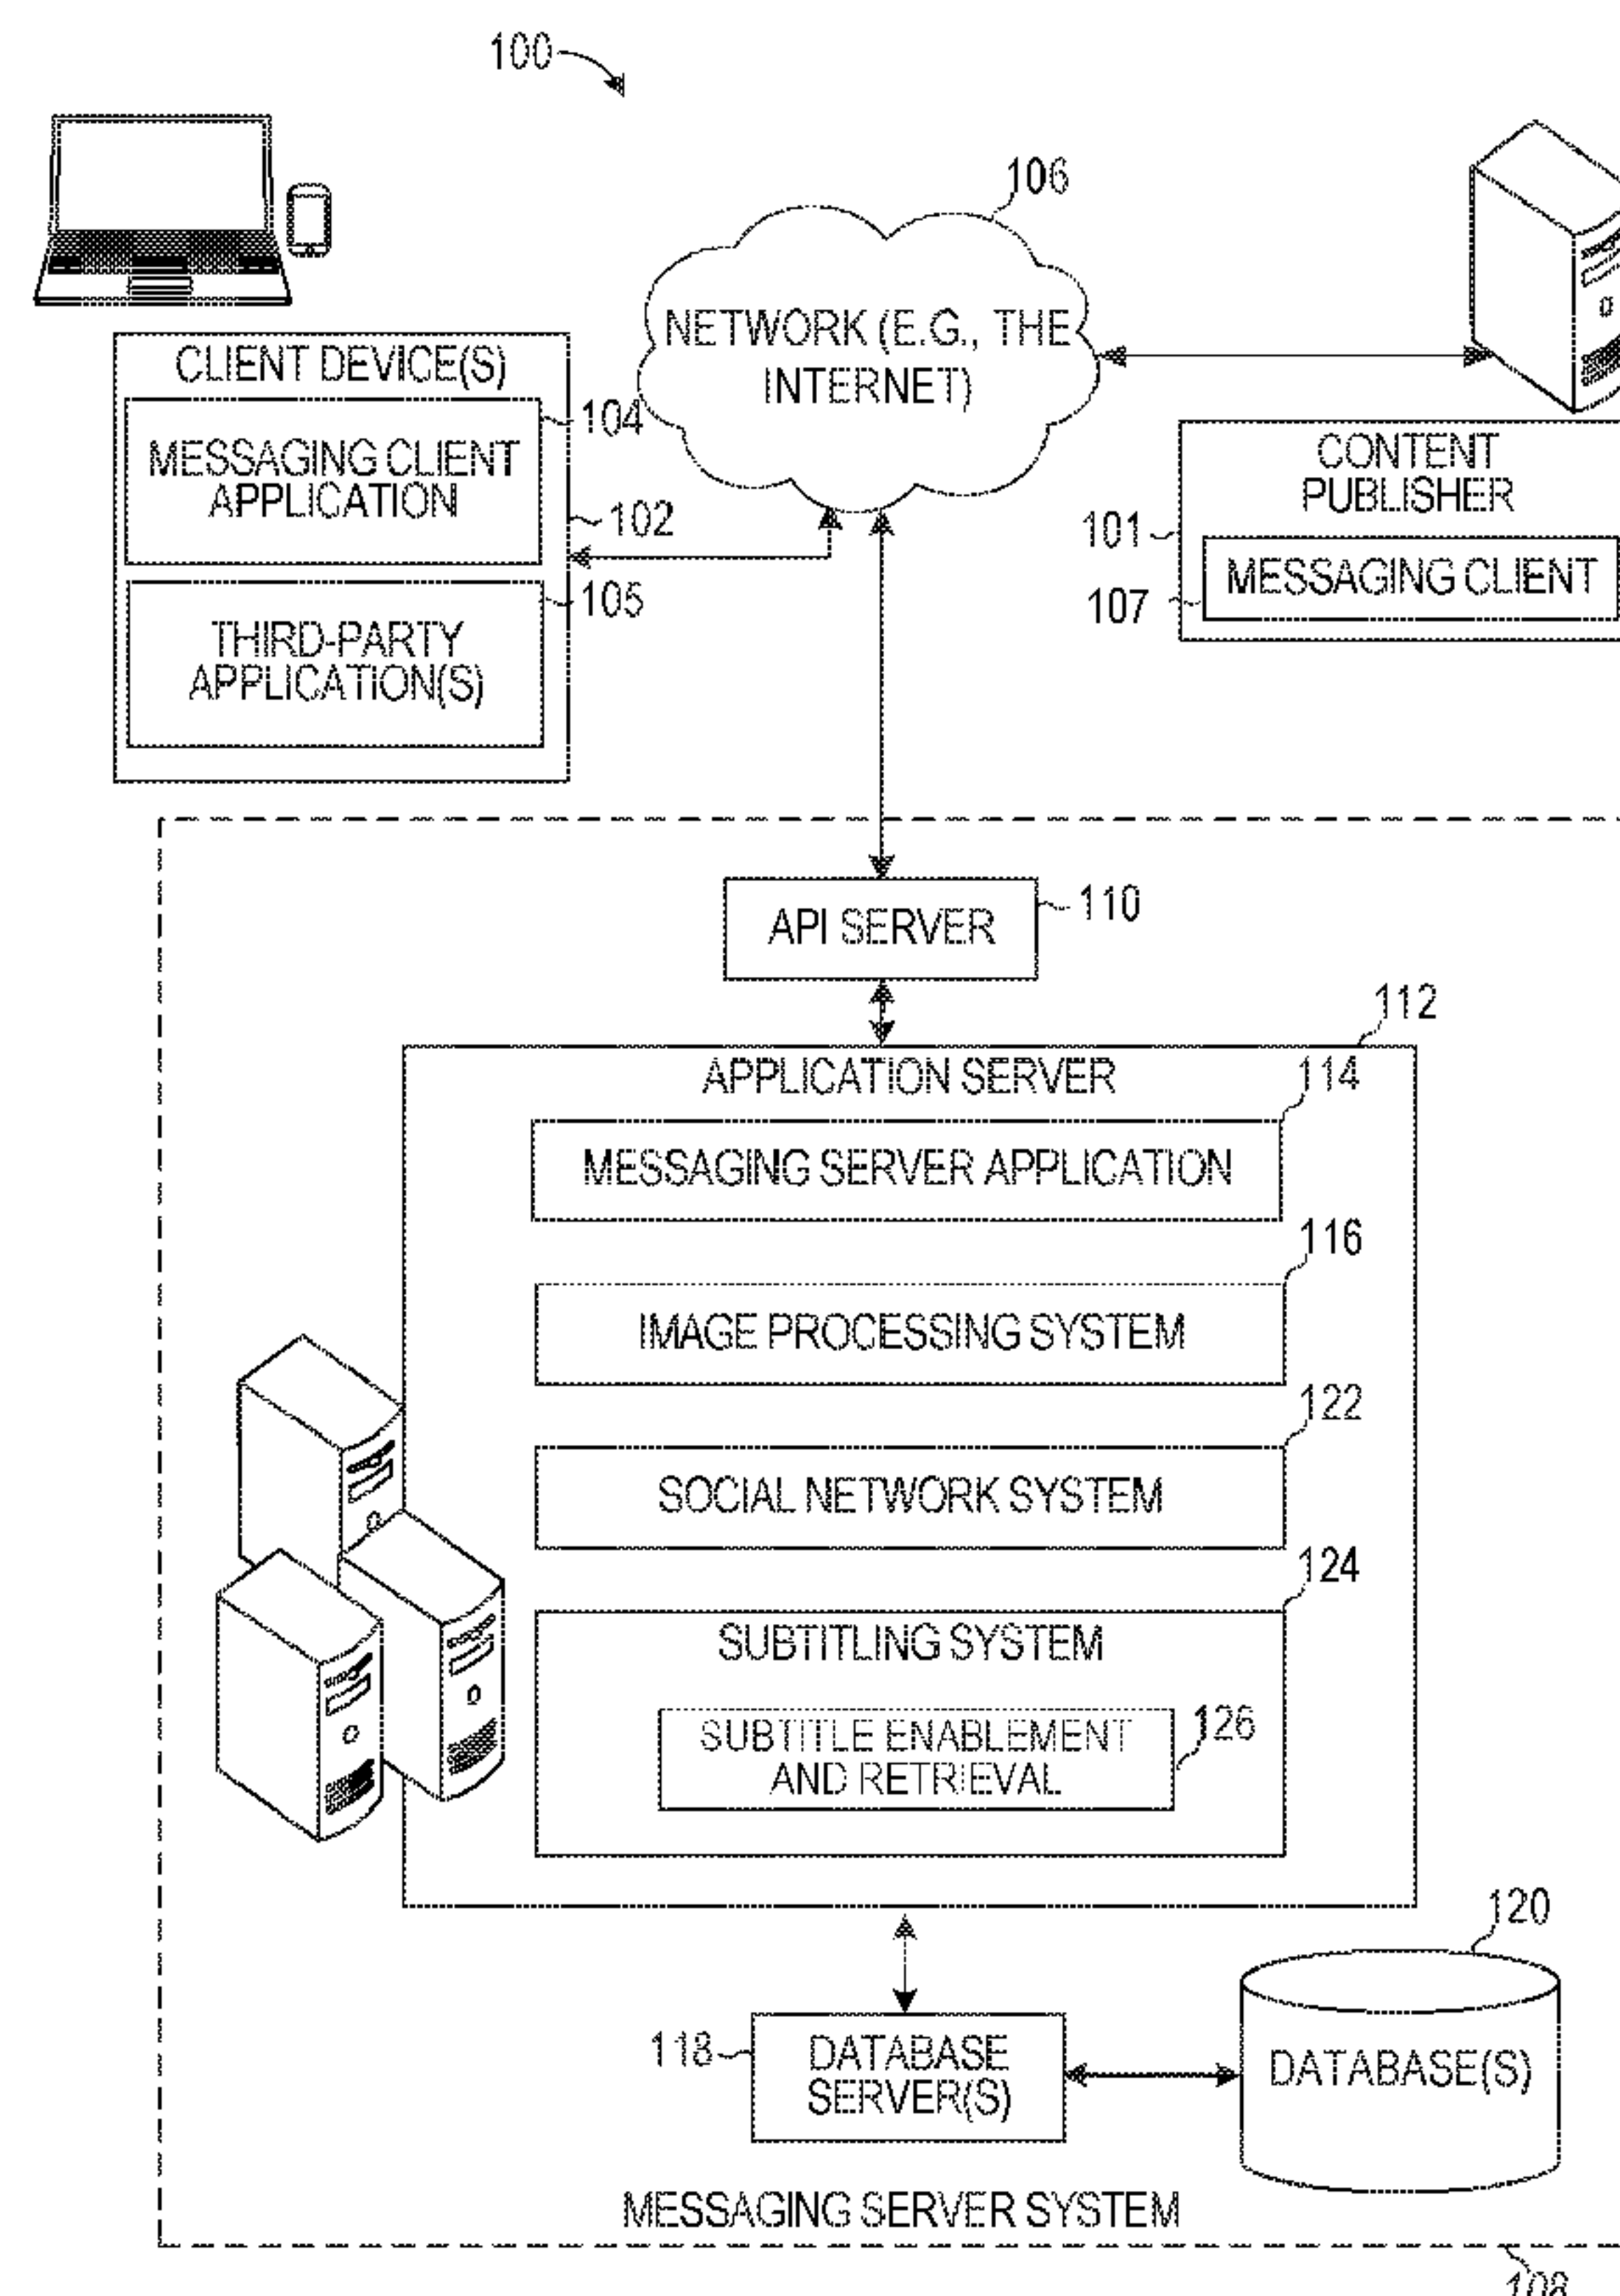 100
106
NETWORK (E.G., THE
INTERNET)
CLIENT DEVICE(S)
104
MESSAGING CLIENT
APPLICATION
102
105
THIRD-PARTY
APPLICATION(S)
CONTENT
PUBLISHER
101
MESSAGING CLIENT
107
API SERVER
110
112
APPLICATION SERVER
114
MESSAGING SERVER APPLICATION
116
IMAGE PROCESSING SYSTEM
122
SOCIAL NETWORK SYSTEM
124
SUBTITLING SYSTEM
SUBTITLE ENABLEMENT
AND RETRIEVAL
126
120
118
DATABASE
SERVER(S)
DATABASE(S)
MESSAGING SERVER SYSTEM
108